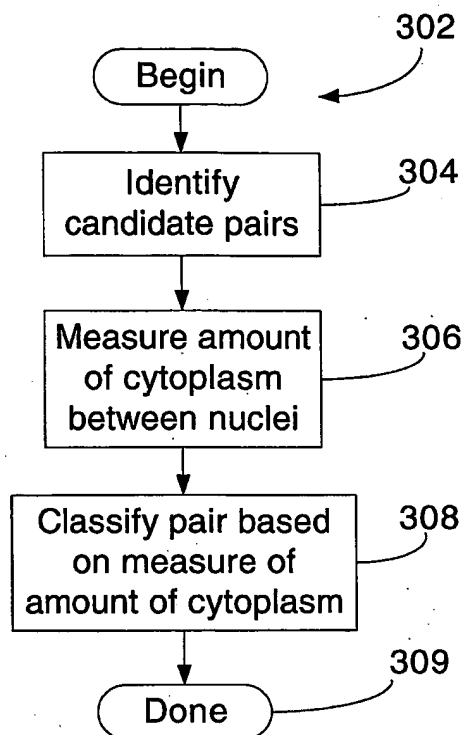 302
Begin
304
Identify
candidate pairs
306
Measure amount
of cytoplasm
between nuclei
308
Classify pair based
on measure of
amount of cytoplasm
309
Done